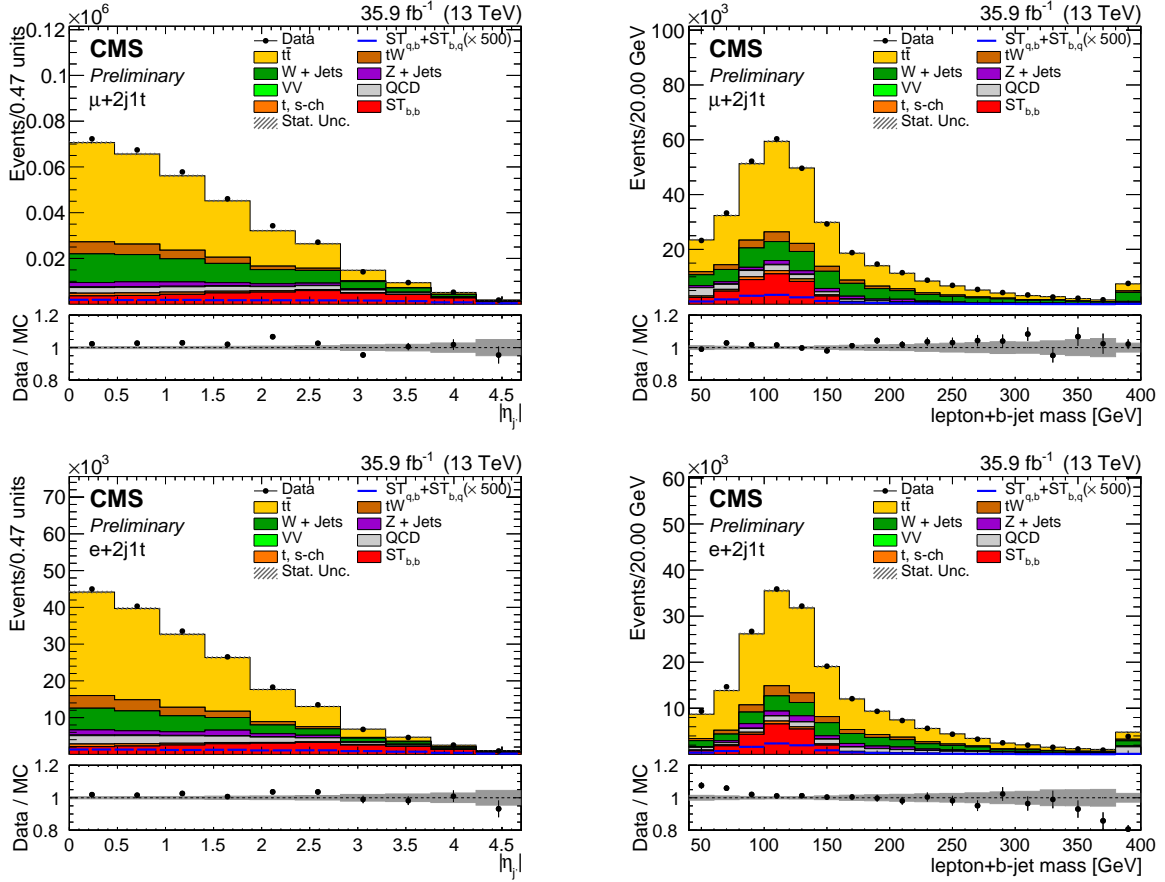 ×10⁶
35.9 fb⁻¹ (13 TeV)
CMS
Preliminary
μ+2j1t
Data
ST_q,b+ST_b,q(× 500)
tt̄
tW
W + Jets
Z + Jets
VV
QCD
t, s-ch
ST_b,b
Stat. Unc.
Events/0.47 units
0.12
0.1
0.08
0.06
0.04
0.02
Data / MC
1.2
1
0.8
0 0.5 1 1.5 2 2.5 3 3.5 4 4.5
|η_j'|
×10³
35.9 fb⁻¹ (13 TeV)
CMS
Preliminary
μ+2j1t
Data
ST_q,b+ST_b,q(× 500)
tt̄
tW
W + Jets
Z + Jets
VV
QCD
t, s-ch
ST_b,b
Stat. Unc.
Events/20.00 GeV
100
80
60
40
20
Data / MC
1.2
1
0.8
50 100 150 200 250 300 350 400
lepton+b-jet mass [GeV]
×10³
35.9 fb⁻¹ (13 TeV)
CMS
Preliminary
e+2j1t
Data
ST_q,b+ST_b,q(× 500)
tt̄
tW
W + Jets
Z + Jets
VV
QCD
t, s-ch
ST_b,b
Stat. Unc.
Events/0.47 units
70
60
50
40
30
20
10
Data / MC
1.2
1
0.8
0 0.5 1 1.5 2 2.5 3 3.5 4 4.5
|η_j'|
×10³
35.9 fb⁻¹ (13 TeV)
CMS
Preliminary
e+2j1t
Data
ST_q,b+ST_b,q(× 500)
tt̄
tW
W + Jets
Z + Jets
VV
QCD
t, s-ch
ST_b,b
Stat. Unc.
Events/20.00 GeV
60
50
40
30
20
10
Data / MC
1.2
1
0.8
50 100 150 200 250 300 350 400
lepton+b-jet mass [GeV]